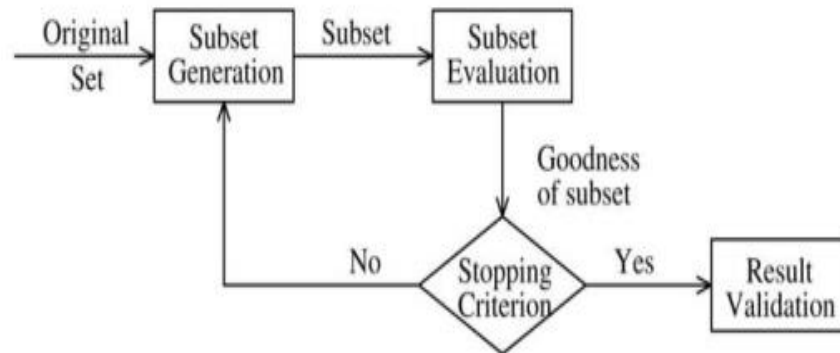 Original
Set
Subset
Generation
Subset
Subset
Evaluation
Goodness
of subset
No
Stopping
Criterion
Yes
Result
Validation